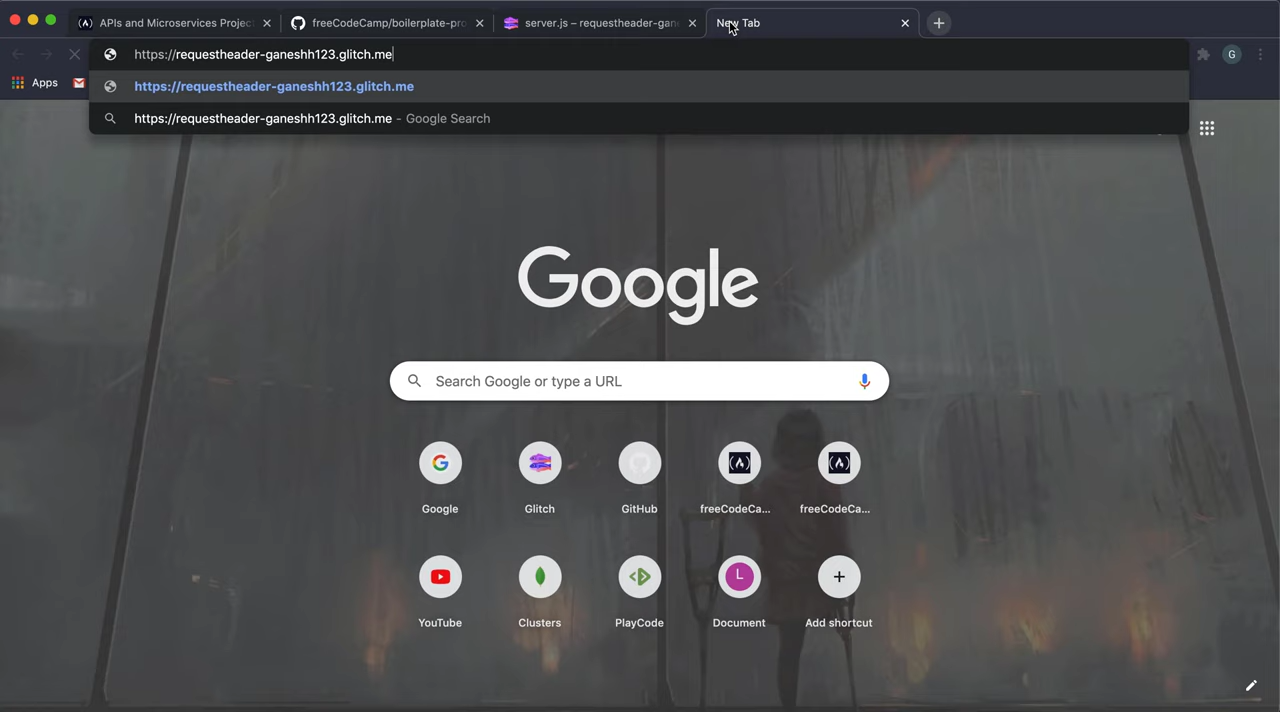 APIs and Microservices Projec
freeCodeCamp/boilerplate-pro
server.js – requestheader-gan
New Tab
https://requestheader-ganeshh123.glitch.me
G
Apps
https://requestheader-ganeshh123.glitch.me
https://requestheader-ganeshh123.glitch.me - Google Search
Google
Search Google or type a URL
Google
Glitch
GitHub
freeCodeCa...
freeCodeCa...
L
YouTube
Clusters
PlayCode
Document
Add shortcut